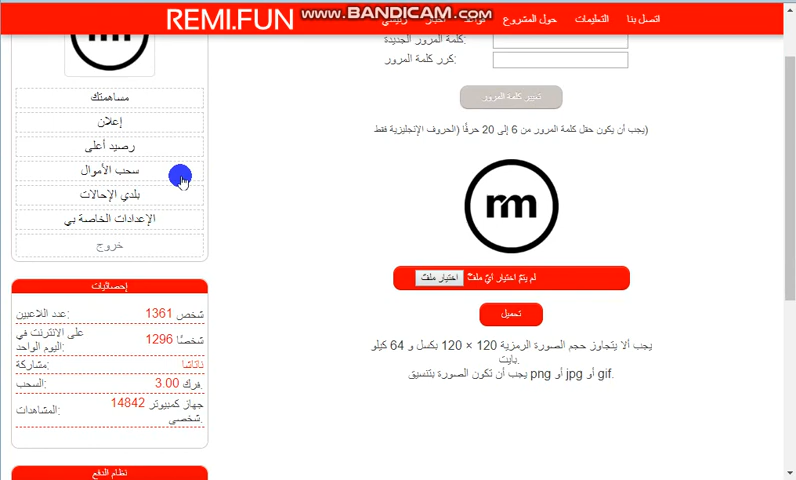 WWW.BANDICAM.COM
REMI.FUN
اتصل بنا
التعليمات
حول المشروع
قواعد
أخبار
رئيسي
كلمة المرور الجديدة:
كرر كلمة المرور:
تغيير كلمة المرور
(يجب أن يكون حقل كلمة المرور من 6 إلى 20 حرفًا (الحروف الإنجليزية فقط
rm
اختيار ملفّ لم يتمّ اختيار أيّ ملفّ
تحميل
يجب ألا يتجاوز حجم الصورة الرمزية 120 × 120 بكسل و 64 كيلو
بايت.
يجب أن تكون الصورة بتنسيق png أو jpg أو gif.
rm
مساهمتك
إعلان
رصيد أعلى
سحب الأموال
بلدي الإحالات
الإعدادات الخاصة بي
خروج
إحصائيات
عدد اللاعبين: 1361 شخص
على الانترنت في
اليوم الواحد: 1296 شخصًا
مشاركة: ناتاشا
السحب: 3.00 فرك.
المشاهدات: 14842 جهاز كمبيوتر
شخصي.
نظام الدفع